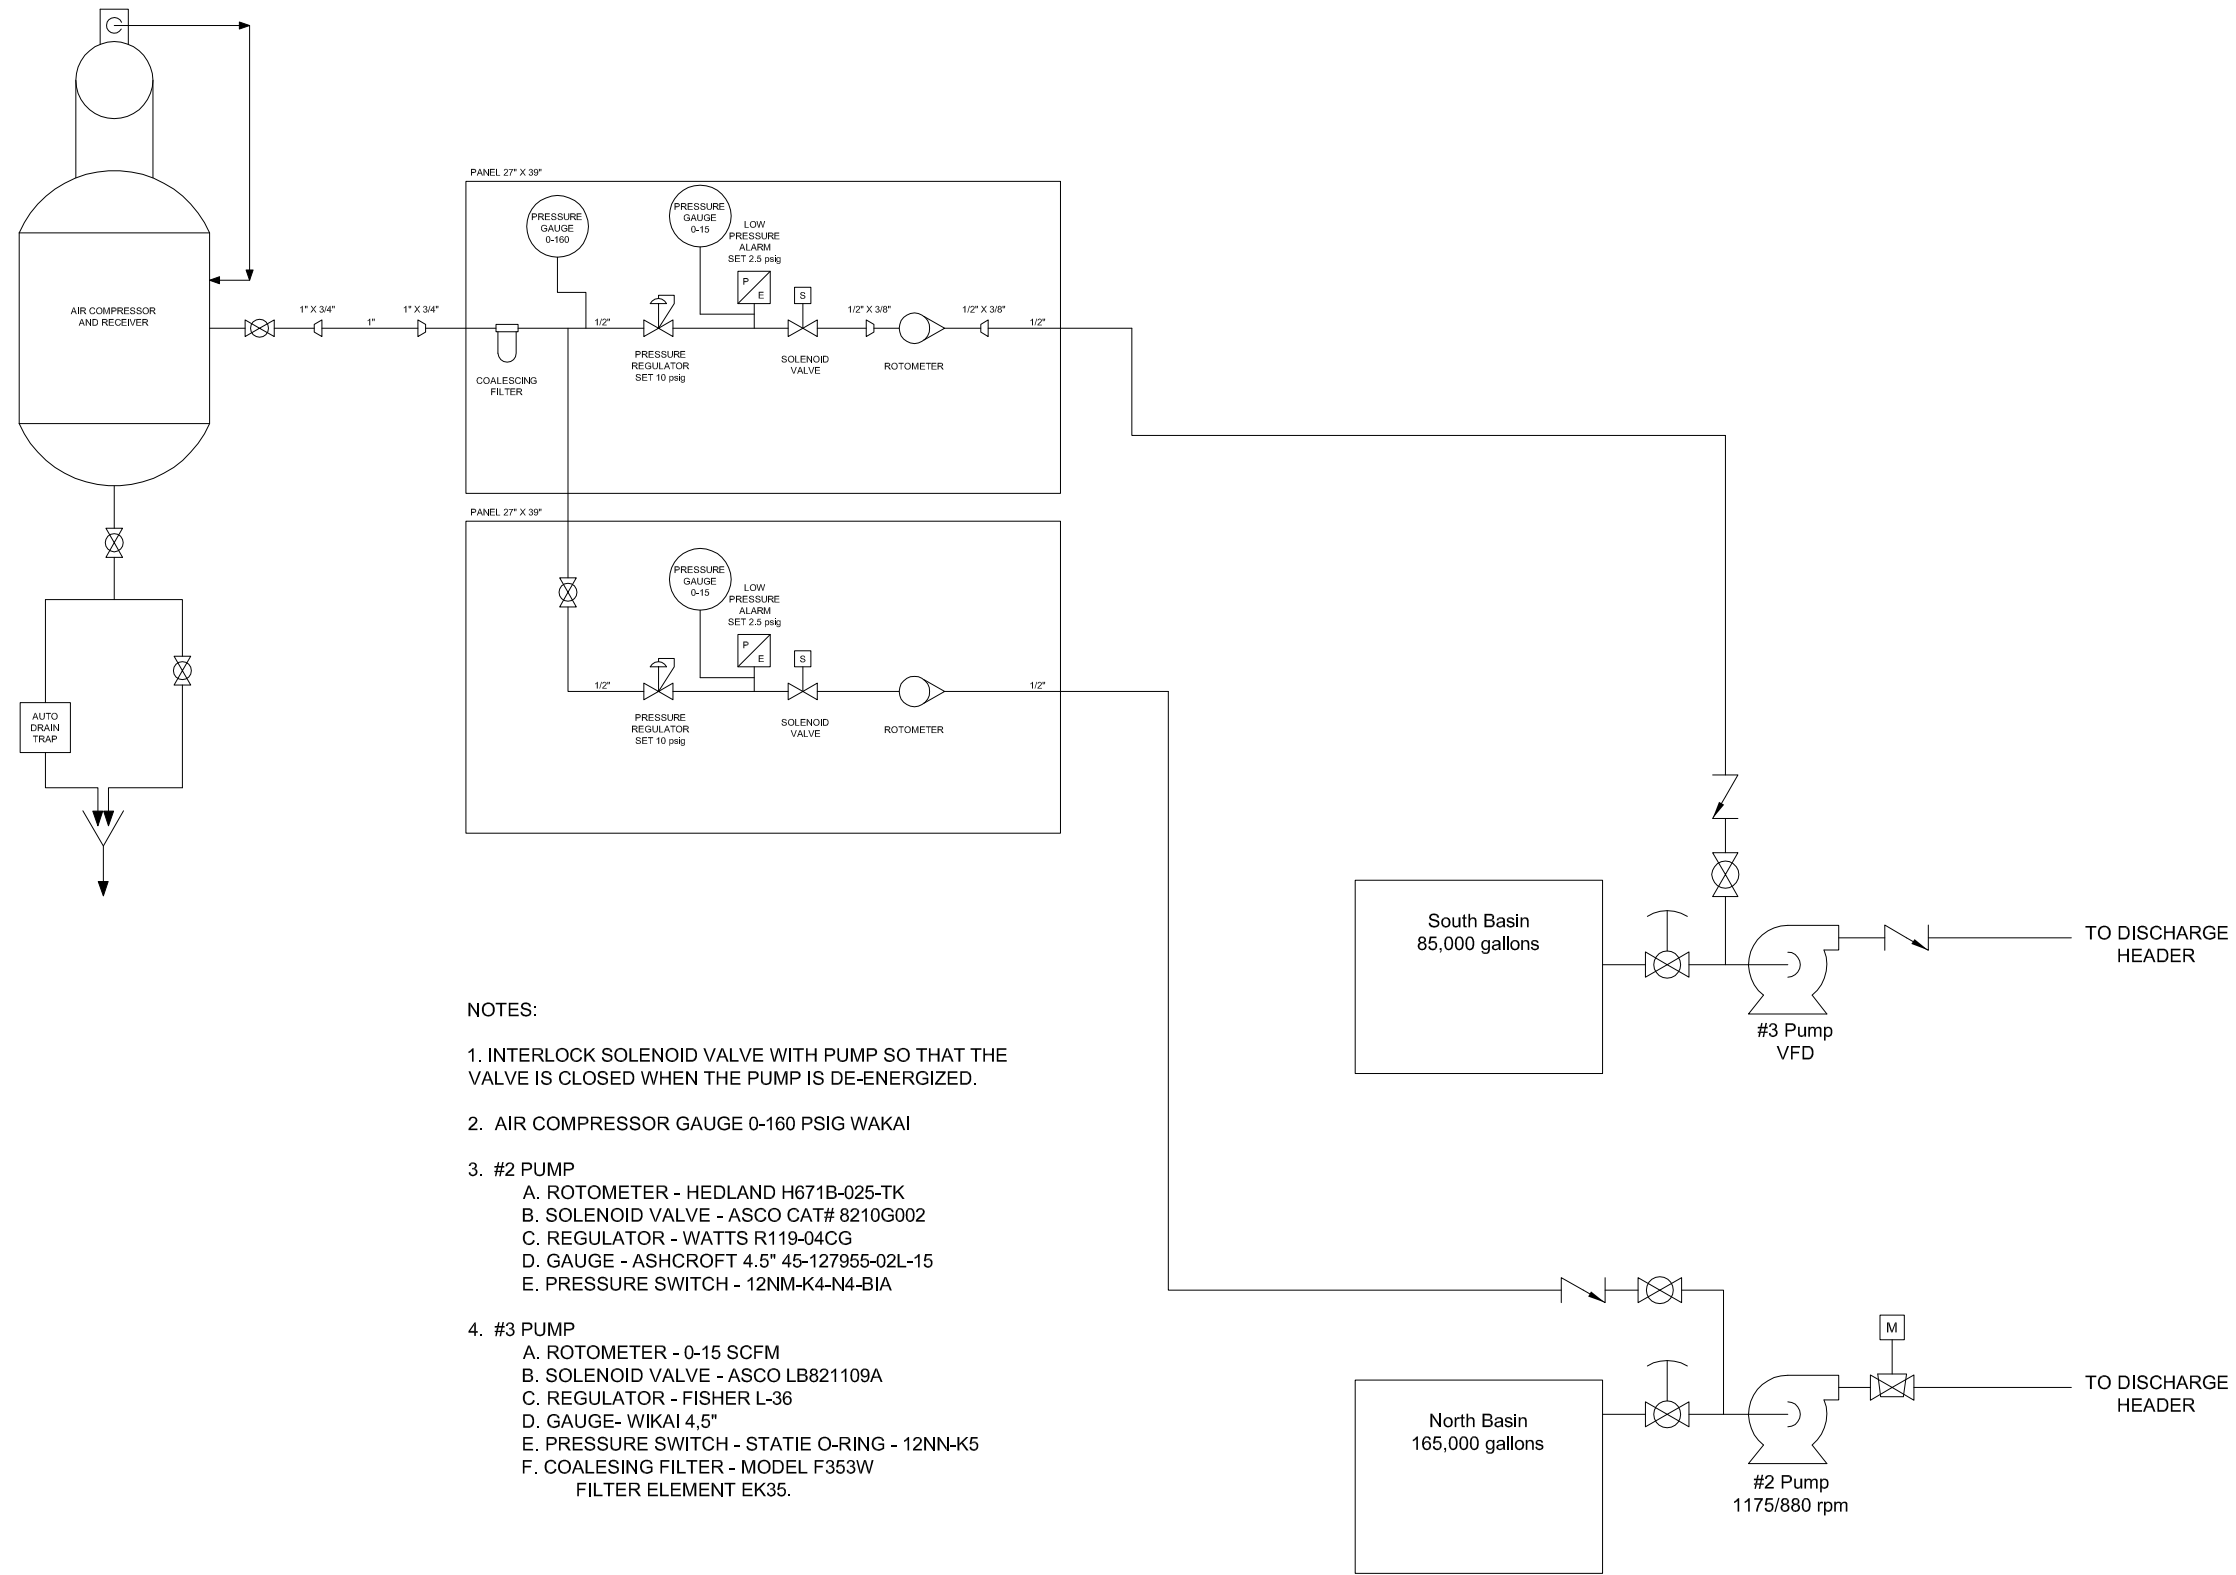 AIR COMPRESSOR
AND RECEIVER
1" X 3/4"
1"
1" X 3/4"
PANEL 27" X 39"
PRESSURE
GAUGE
0-160
PRESSURE
GAUGE
0-15
LOW
PRESSURE
ALARM
SET 2.5 psig
P
E
S
1/2" X 3/8"
1/2" X 3/8"
1/2"
1/2"
COALESCING
FILTER
PRESSURE
REGULATOR
SET 10 psig
SOLENOID
VALVE
ROTOMETER
PANEL 27" X 39"
PRESSURE
GAUGE
0-15
LOW
PRESSURE
ALARM
SET 2.5 psig
P
E
S
1/2"
1/2"
PRESSURE
REGULATOR
SET 10 psig
SOLENOID
VALVE
ROTOMETER
AUTO
DRAIN
TRAP
South Basin
85,000 gallons
TO DISCHARGE
HEADER
#3 Pump
VFD
NOTES:
1. INTERLOCK SOLENOID VALVE WITH PUMP SO THAT THE
VALVE IS CLOSED WHEN THE PUMP IS DE-ENERGIZED.
2. AIR COMPRESSOR GAUGE 0-160 PSIG WAKAI
3. #2 PUMP
A. ROTOMETER - HEDLAND H671B-025-TK
B. SOLENOID VALVE - ASCO CAT# 8210G002
C. REGULATOR - WATTS R119-04CG
D. GAUGE - ASHCROFT 4.5" 45-127955-02L-15
E. PRESSURE SWITCH - 12NM-K4-N4-BIA
4. #3 PUMP
A. ROTOMETER - 0-15 SCFM
B. SOLENOID VALVE - ASCO LB821109A
C. REGULATOR - FISHER L-36
D. GAUGE- WIKAI 4,5"
E. PRESSURE SWITCH - STATIE O-RING - 12NN-K5
F. COALESING FILTER - MODEL F353W
FILTER ELEMENT EK35.
M
North Basin
165,000 gallons
TO DISCHARGE
HEADER
#2 Pump
1175/880 rpm